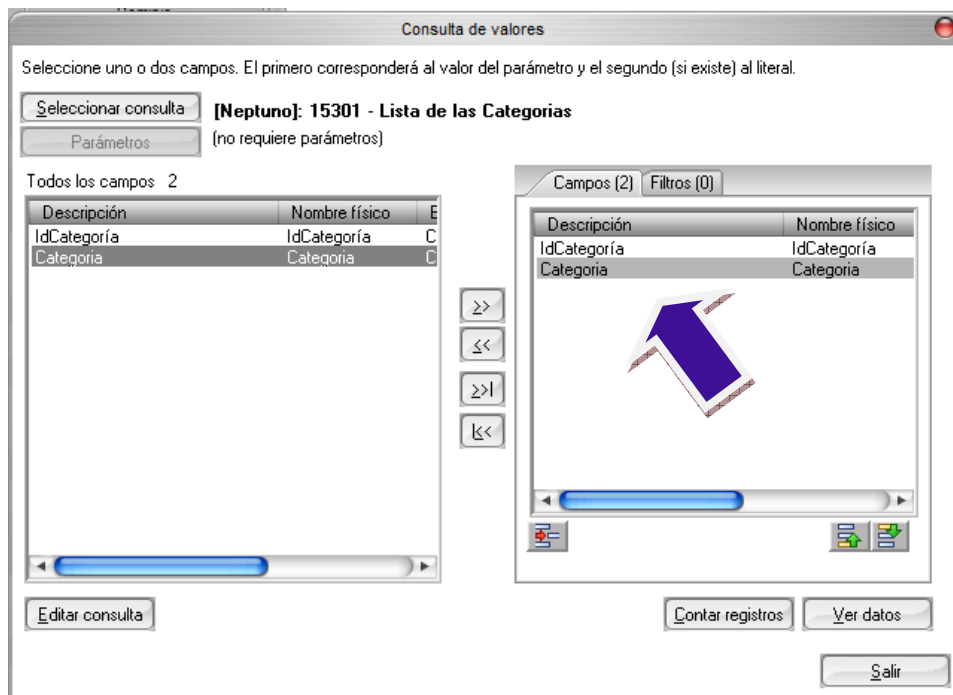 Consulta de valores
Seleccione uno o dos campos. El primero corresponderá al valor del parámetro y el segundo (si existe) al literal.
Seleccionar consulta
[Neptuno]: 15301 - Lista de las Categorias
Parámetros
(no requiere parámetros)
Todos los campos 2
Descripción Nombre físico E
IdCategoría IdCategoría C
Categoria Categoria C
>>
<<
>>|
|<<
Campos (2) Filtros (0)
Descripción Nombre físico
IdCategoría IdCategoría
Categoria Categoria
Editar consulta
Contar registros
Ver datos
Salir